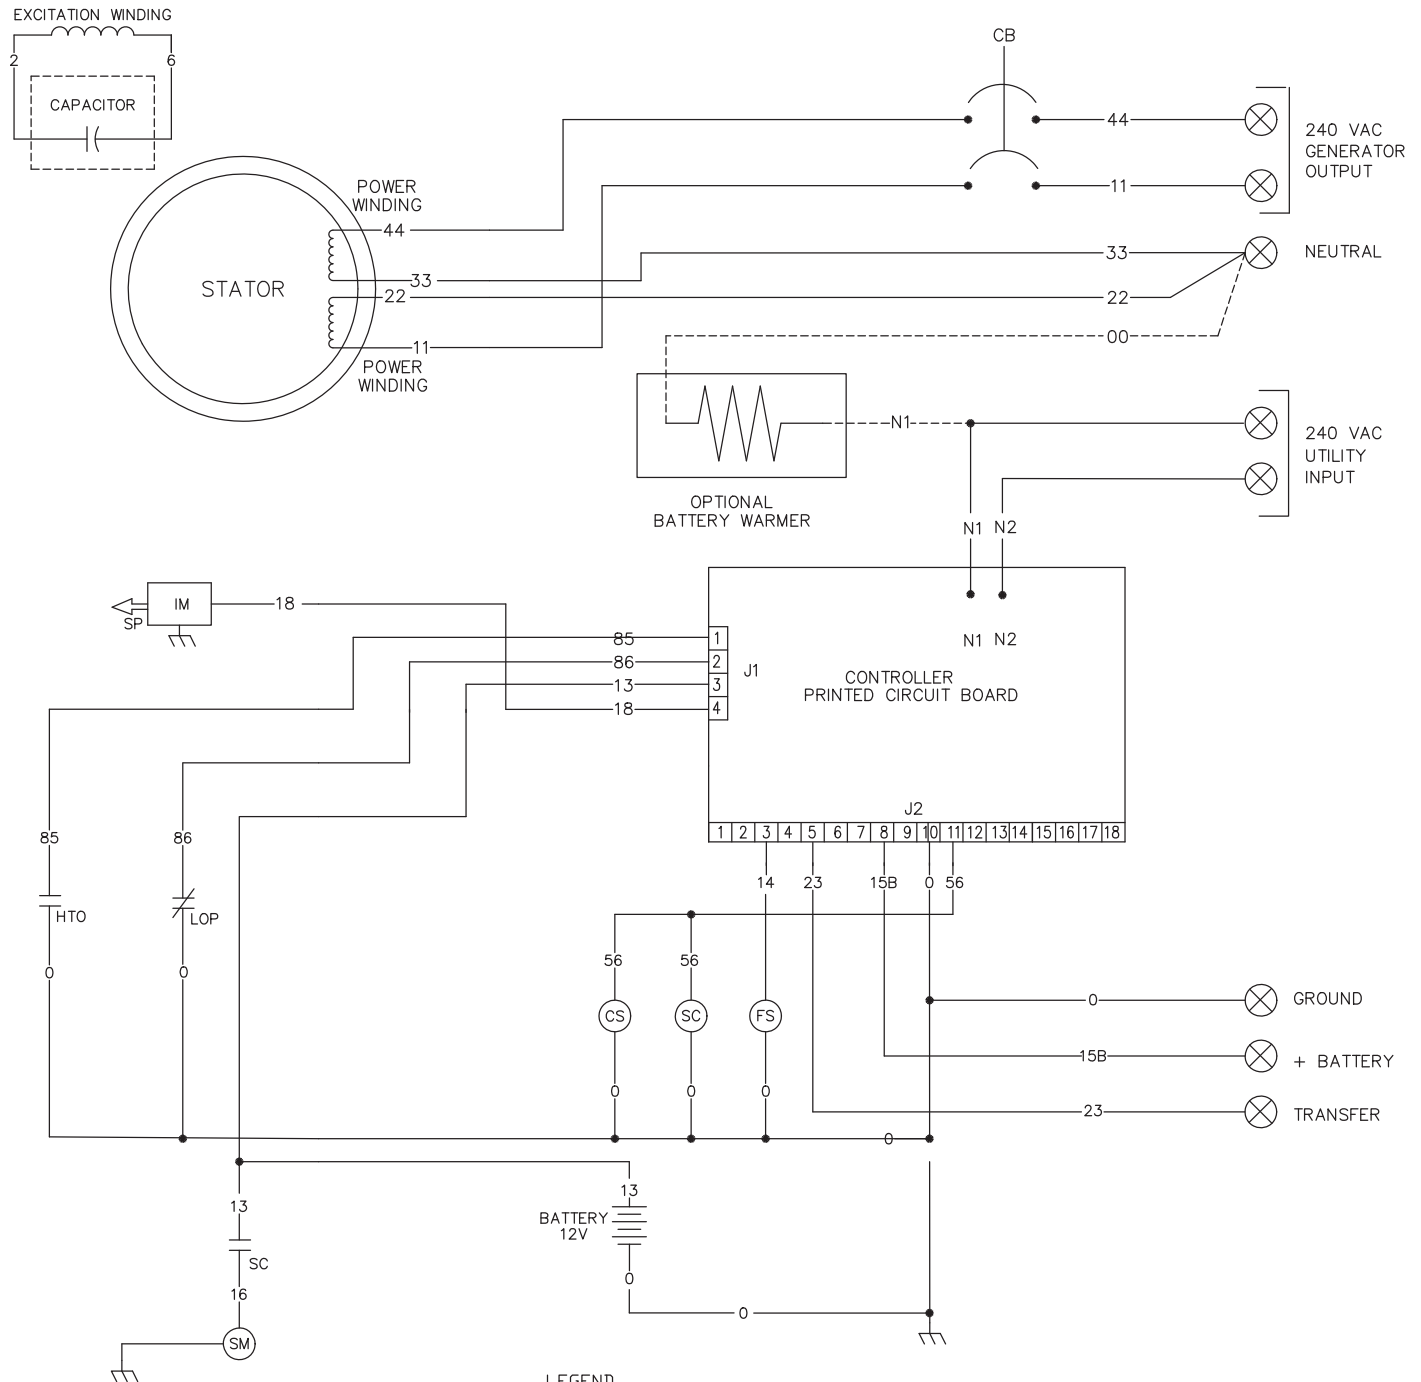 EXCITATION WINDING
2
6
CAPACITOR
CB
44
240 VAC
GENERATOR
OUTPUT
11
POWER
WINDING
44
33
NEUTRAL
STATOR
33
22
22
11
00
POWER
WINDING
N1
240 VAC
UTILITY
INPUT
OPTIONAL
BATTERY WARMER
N1 N2
IM
18
SP
85
1
N1 N2
86
2
J1
CONTROLLER
PRINTED CIRCUIT BOARD
13
3
18
4
J2
1 2 3 4 5 6 7 8 9 10 11 12 13 14 15 16 17 18
85
86
14
23
15B
0
56
HTO
LOP
0
0
56
56
CS
SC
FS
0
GROUND
15B
+ BATTERY
0
0
0
23
TRANSFER
0
13
13
BATTERY
12V
SC
0
16
0
SM
LEGEND